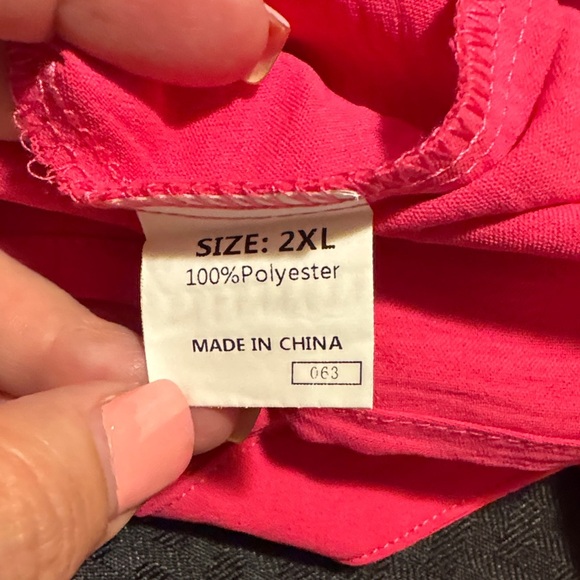 SIZE: 2XL
100%Polyester
MADE IN CHINA
063